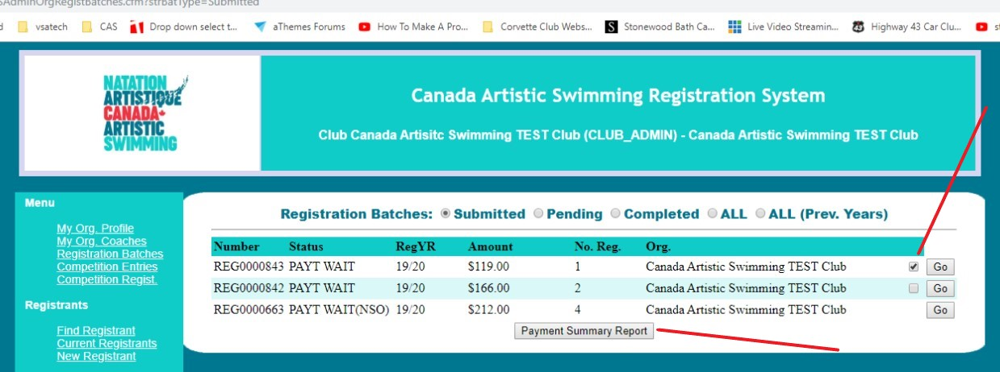 SAdminOrgRegistBatches.cfm?strBatType=Submitted
vsatech CAS Drop down select t... aThemes Forums How To Make A Pro... Corvette Club Webs... S Stonewood Bath Ca... Live Video Streamin... 43 Highway 43 Car Clu... st
NATATION
ARTISTIQUE
CANADA
ARTISTIC
SWIMMING
Canada Artistic Swimming Registration System
Club Canada Artisitc Swimming TEST Club (CLUB_ADMIN) - Canada Artistic Swimming TEST Club
Menu
My Org. Profile
My Org. Coaches
Registration Batches
Competition Entries
Competition Regist.
Registrants
Find Registrant
Current Registrants
New Registrant
Registration Batches: Submitted Pending Completed ALL ALL (Prev. Years)
Number Status RegYR Amount No. Reg. Org.
REG0000843 PAYT WAIT 19/20 $119.00 1 Canada Artistic Swimming TEST Club Go
REG0000842 PAYT WAIT 19/20 $166.00 2 Canada Artistic Swimming TEST Club Go
REG0000663 PAYT WAIT(NSO) 19/20 $212.00 4 Canada Artistic Swimming TEST Club Go
Payment Summary Report